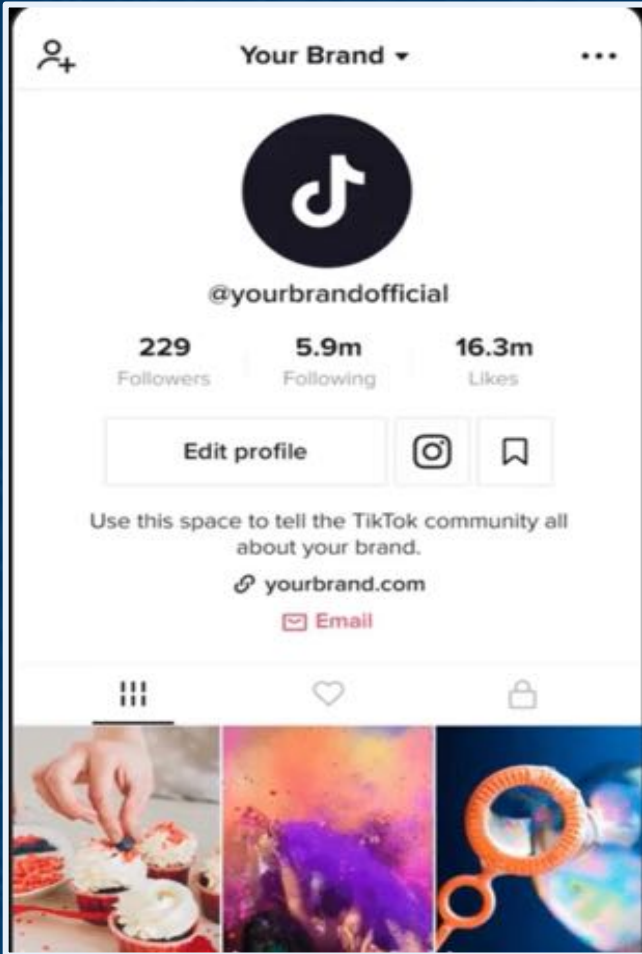 Your Brand
@yourbrandofficial
229 5.9m 16.3m
Followers Following Likes
Edit profile
Use this space to tell the TikTok community all
about your brand.
yourbrand.com
Email